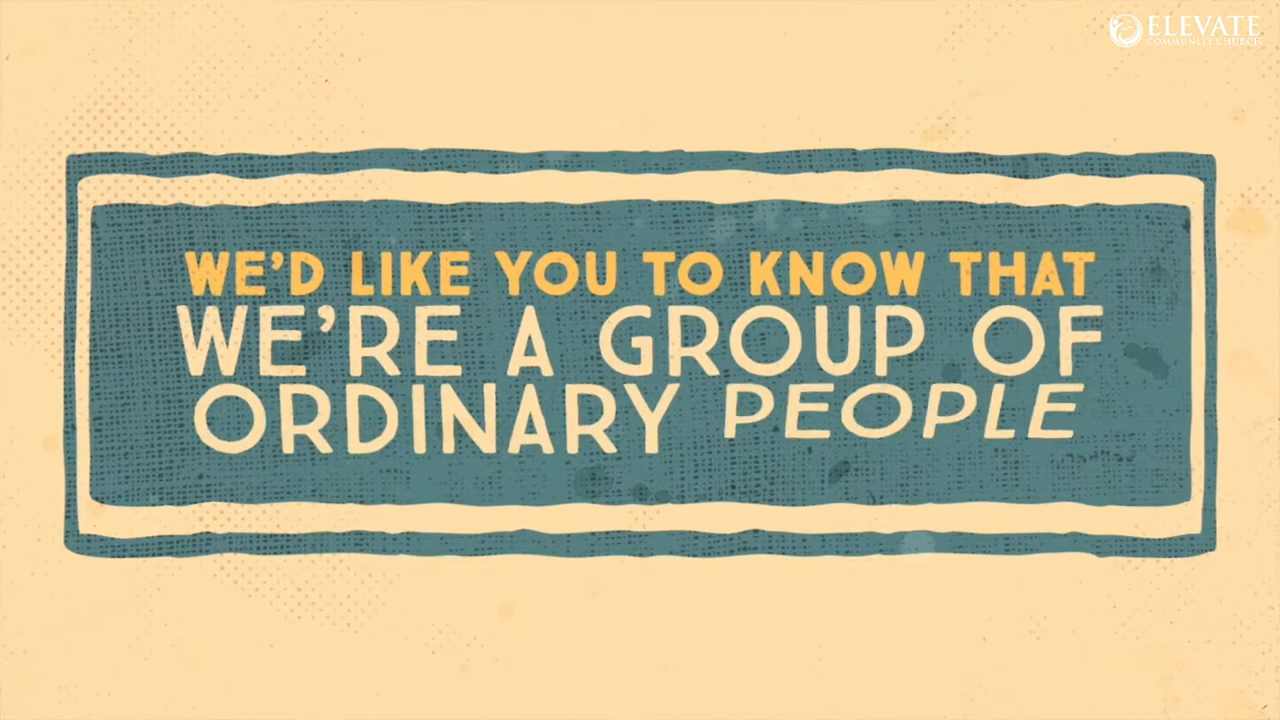 ELEVATE
COMMUNITY CHURCH
WE'D LIKE YOU TO KNOW THAT
WE'RE A GROUP OF
ORDINARY PEOPLE